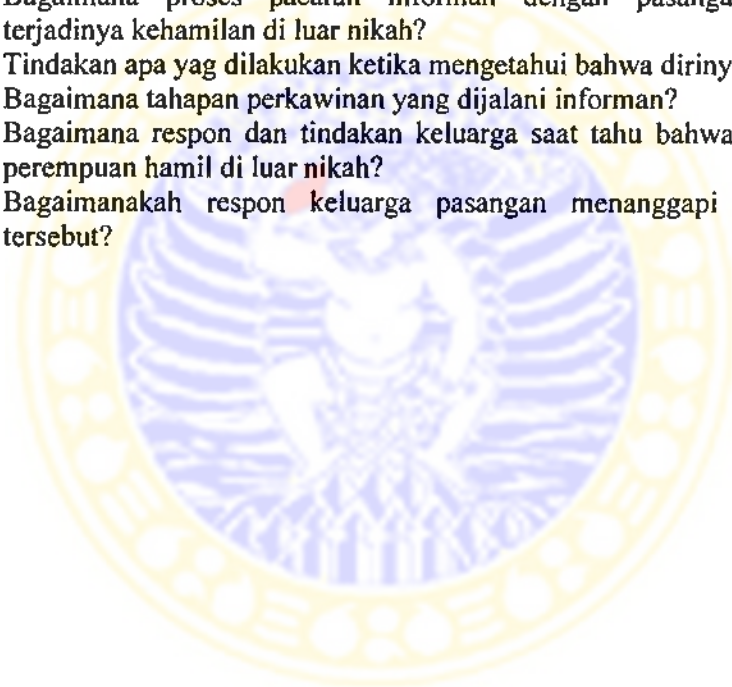 Bagaimana proses pacaran informan dengan
terjadinya kehamilan di luar nikah?
Tindakan apa yag dilakukan ketika mengetahui bahwa diriny
Bagaimana tahapan perkawinan yang dijalani informan?
Bagaimana respon dan tindakan keluarga saat tahu bahwa
perempuan hamil di luar nikah?
Bagaimanakah respon keluarga pasangan menanggapi
tersebut?